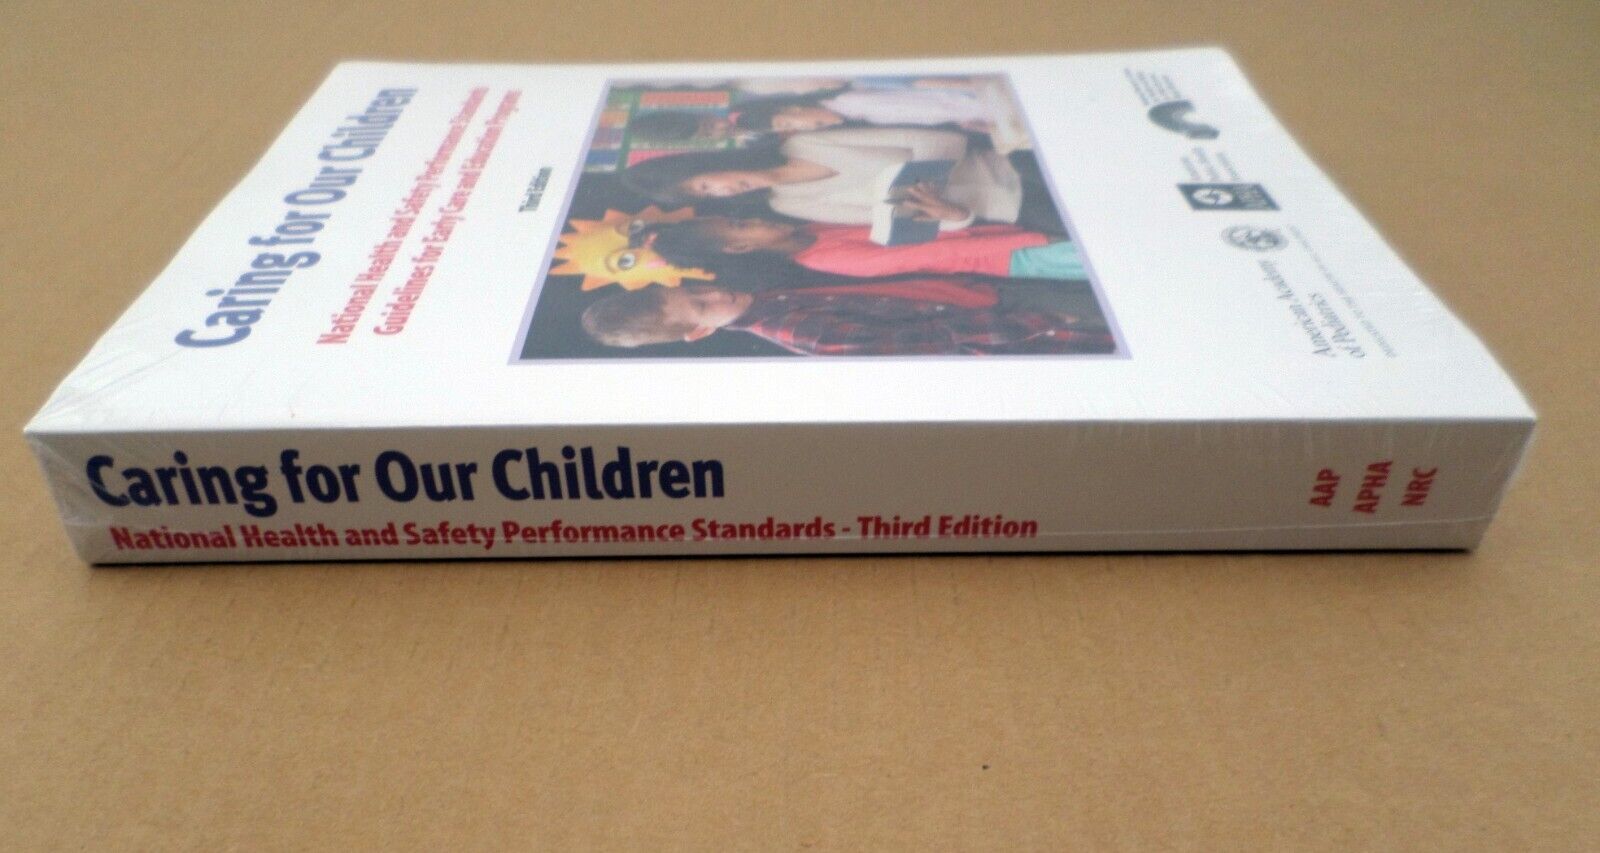 Caring for Our Children
National Health and Safety Performance Standards
Guidelines for Early Care and Education Programs
Third Edition
American Academy
of Pediatrics
Caring for Our Children
National Health and Safety Performance Standards - Third Edition
AAP
APHA
NRC